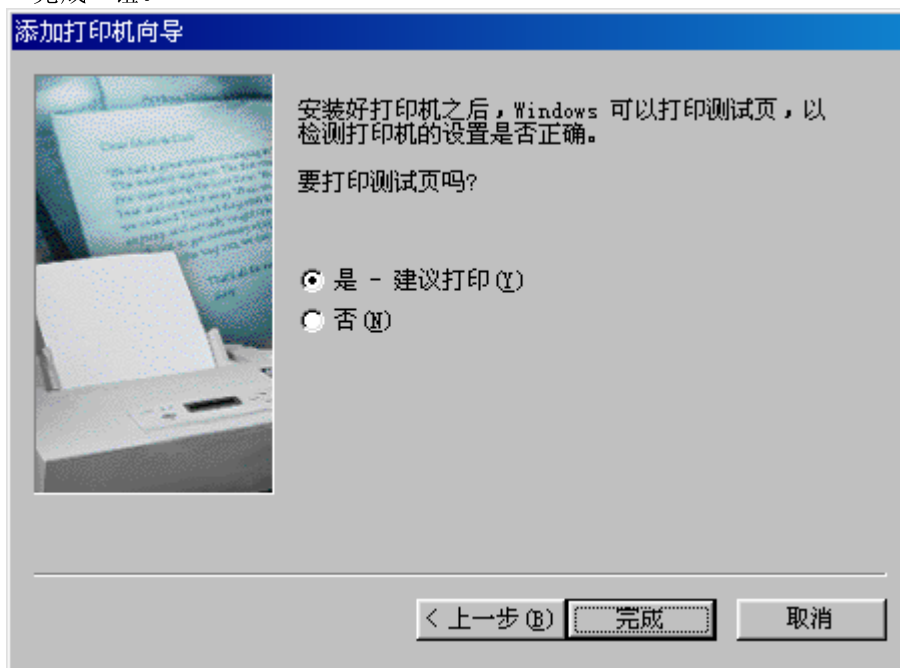 添加打印机向导
安装好打印机之后，Windows 可以打印测试页，以
检测打印机的设置是否正确。
要打印测试页吗?
是 - 建议打印(Y)
否(N)
< 上一步(B)
完成
取消